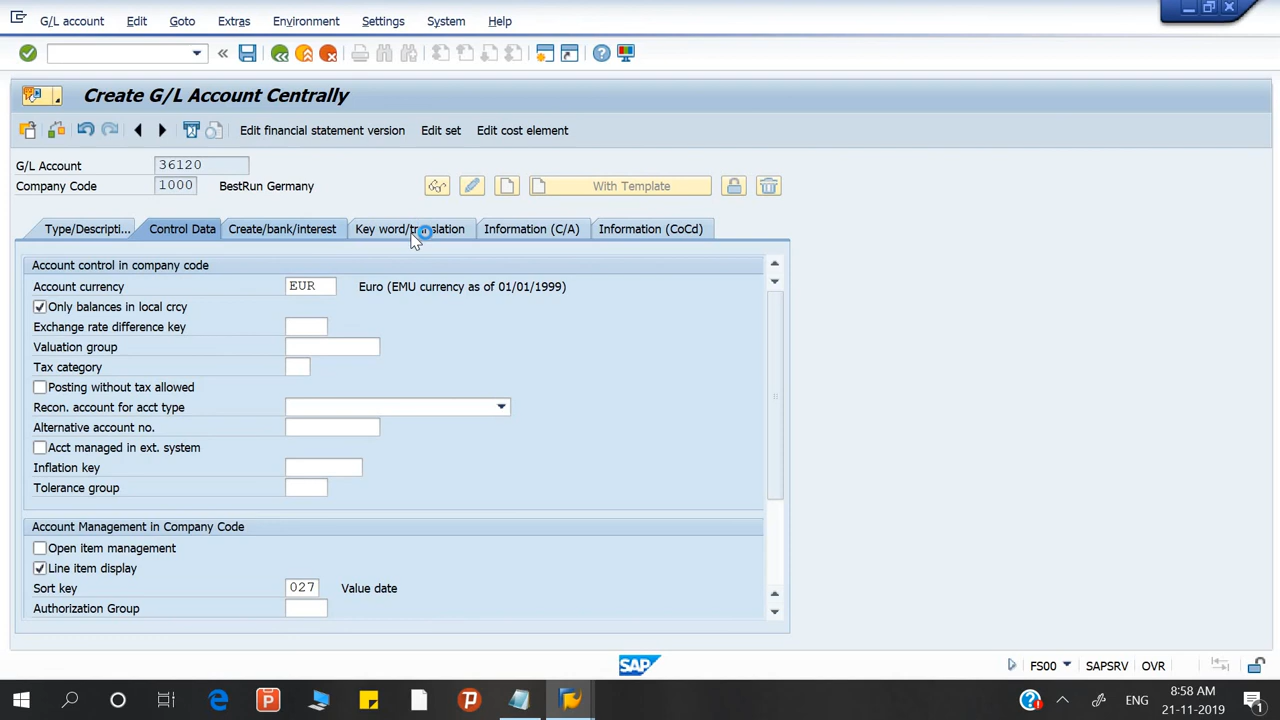 G/L account Edit Goto Extras Environment Settings System Help
Create G/L Account Centrally
Edit financial statement version Edit set Edit cost element
G/L Account 36120
Company Code 1000 BestRun Germany With Template
Type/Descripti... Control Data Create/bank/interest Key word/translation Information (C/A) Information (CoCd)
Account control in company code
Account currency EUR Euro (EMU currency as of 01/01/1999)
Only balances in local crcy
Exchange rate difference key
Valuation group
Tax category
Posting without tax allowed
Recon. account for acct type
Alternative account no.
Acct managed in ext. system
Inflation key
Tolerance group
Account Management in Company Code
Open item management
Line item display
Sort key 027 Value date
Authorization Group
SAP FS00 SAPSRV OVR
ENG 3:58 AM
21-11-2019